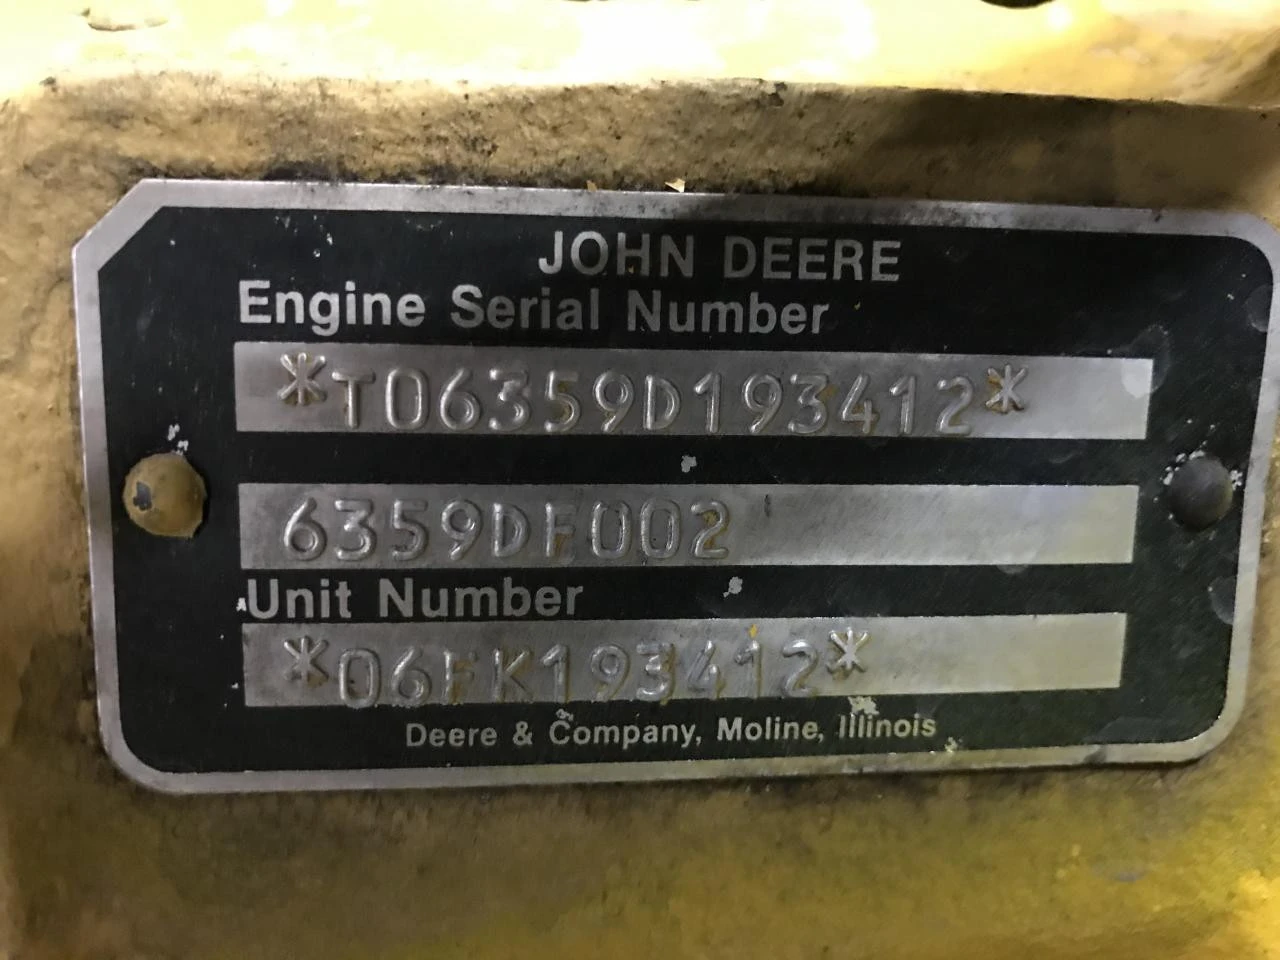 JOHN DEERE
Engine Serial Number
*T06359D193412*
6359DF002
Unit Number
*06FK193412*
Deere & Company, Moline, Illinois